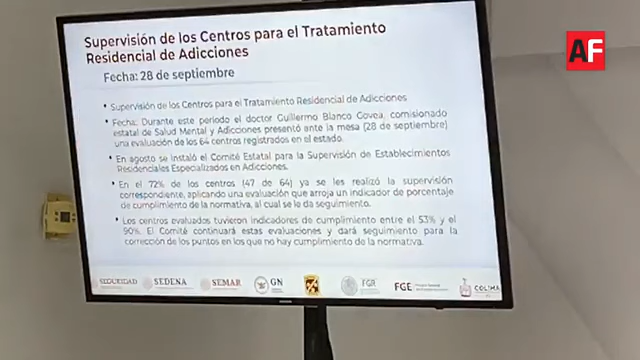 AF
Supervisión de los Centros para el Tratamiento
Residencial de Adicciones
Fecha: 28 de septiembre
• Supervisión de los Centros para el Tratamiento Residencial de Adicciones
• Fecha: Durante este periodo el doctor Guillermo Blanco Govea, comisionado
estatal de Salud Mental y Adicciones presentó ante la mesa (28 de septiembre)
una evaluación de los 64 centros registrados en el estado.
• En agosto se instaló el Comité Estatal para la Supervisión de Establecimientos
Residenciales Especializados en Adicciones.
• En el 72% de los centros (47 de 64) ya se les realizó la supervisión
correspondiente, aplicando una evaluación que arroja un indicador de porcentaje
de cumplimiento de la normativa, al cual se le da seguimiento.
• Los centros evaluados tuvieron indicadores de cumplimiento entre el 53% y el
90%. El Comité continuará estas evaluaciones y dará seguimiento para la
corrección de los puntos en los que no hay cumplimiento de la normativa.
SEGURIDAD SEDENA SEMAR GN FGR FGE COLIMA